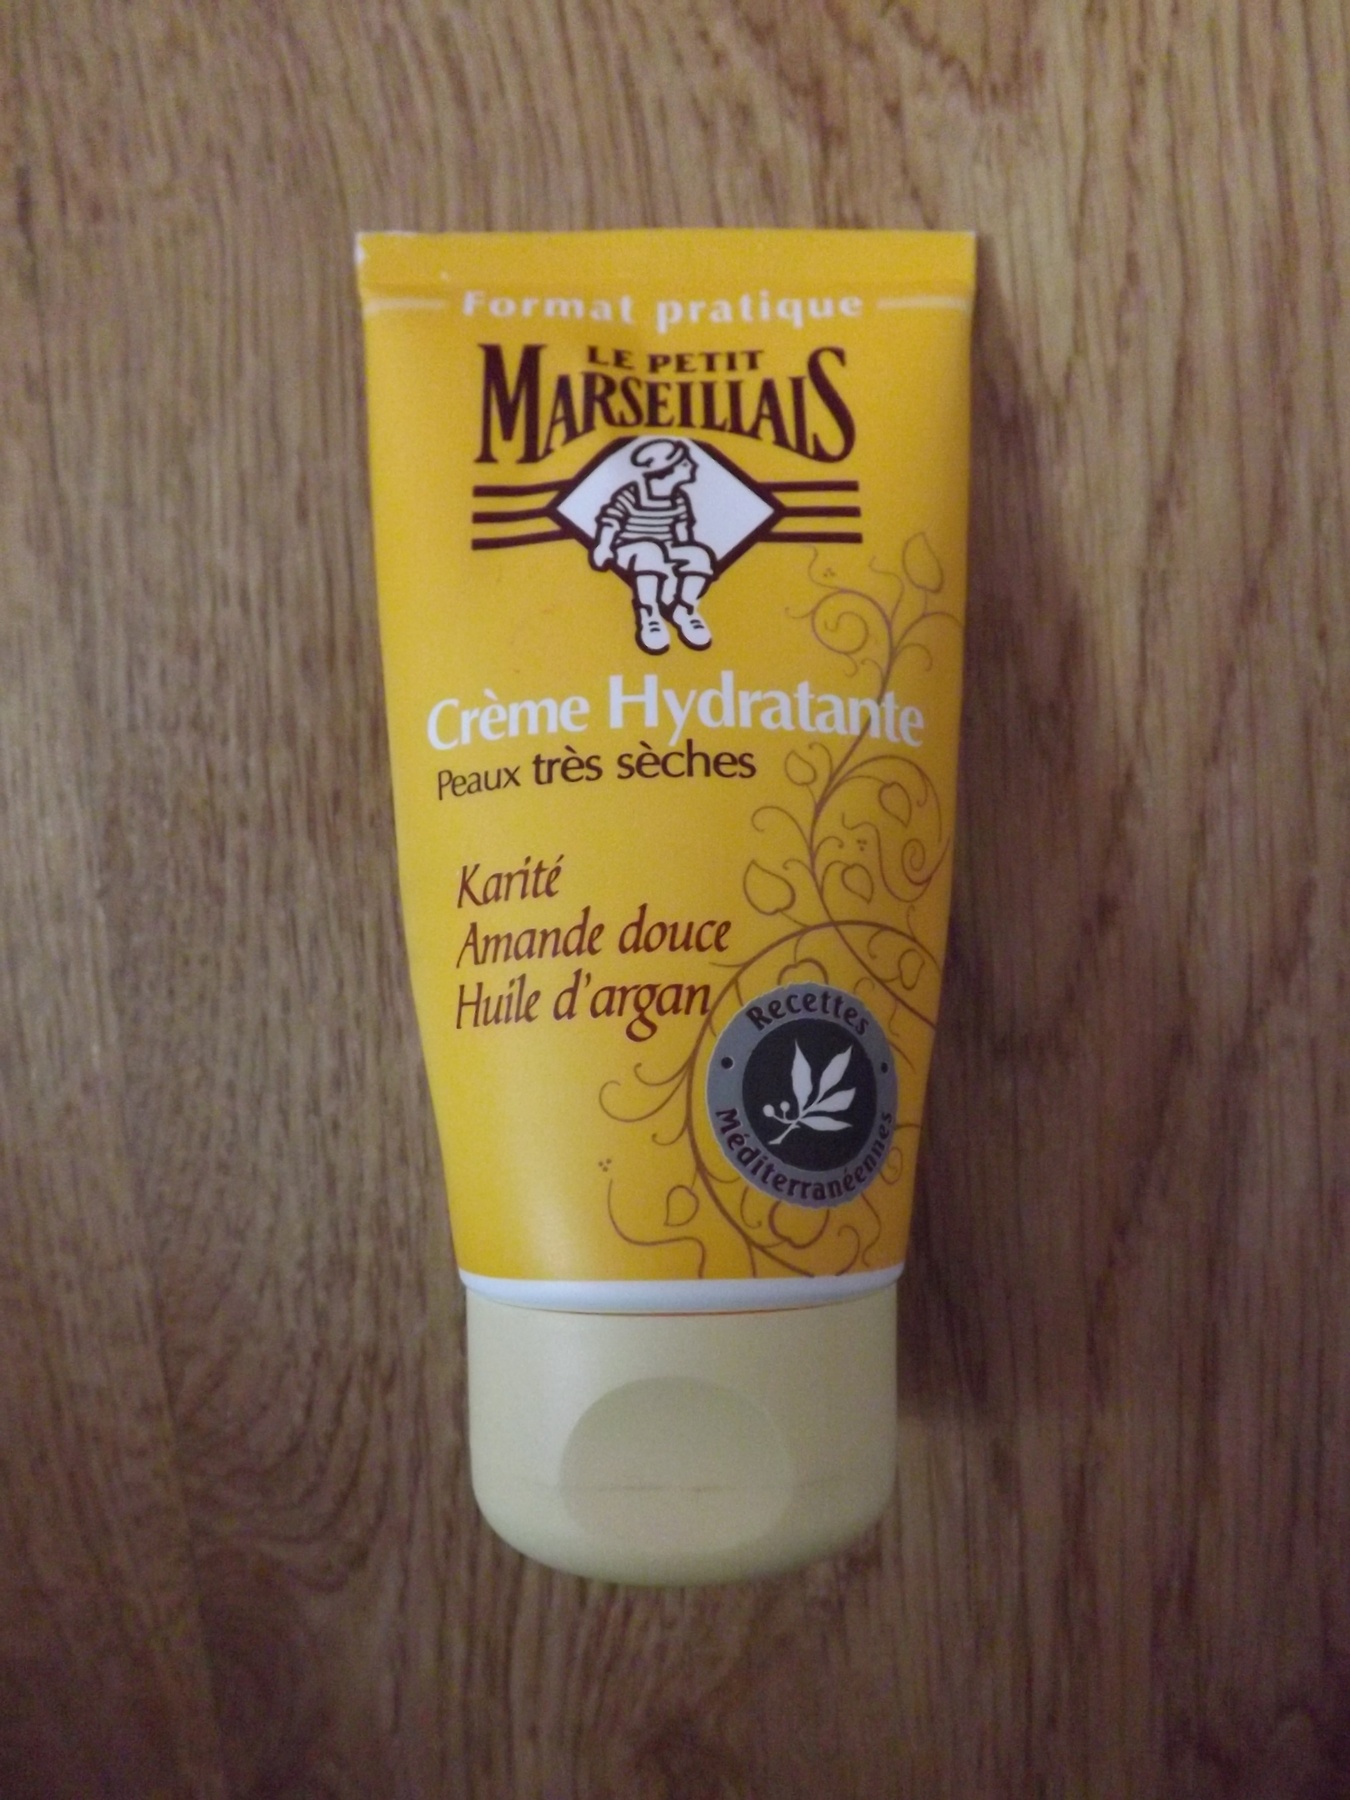 Format pratique
LE PETIT
MARSEILLAIS
Crème Hydratante
Peaux très sèches
Karité
Amande douce
Huile d'argan
Recettes
Méditerranéennes